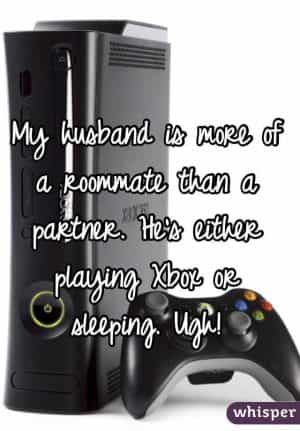 My husband is more of
a roommate than a
partner. He's either
playing Xbox or
sleeping. Ugh!
whisper